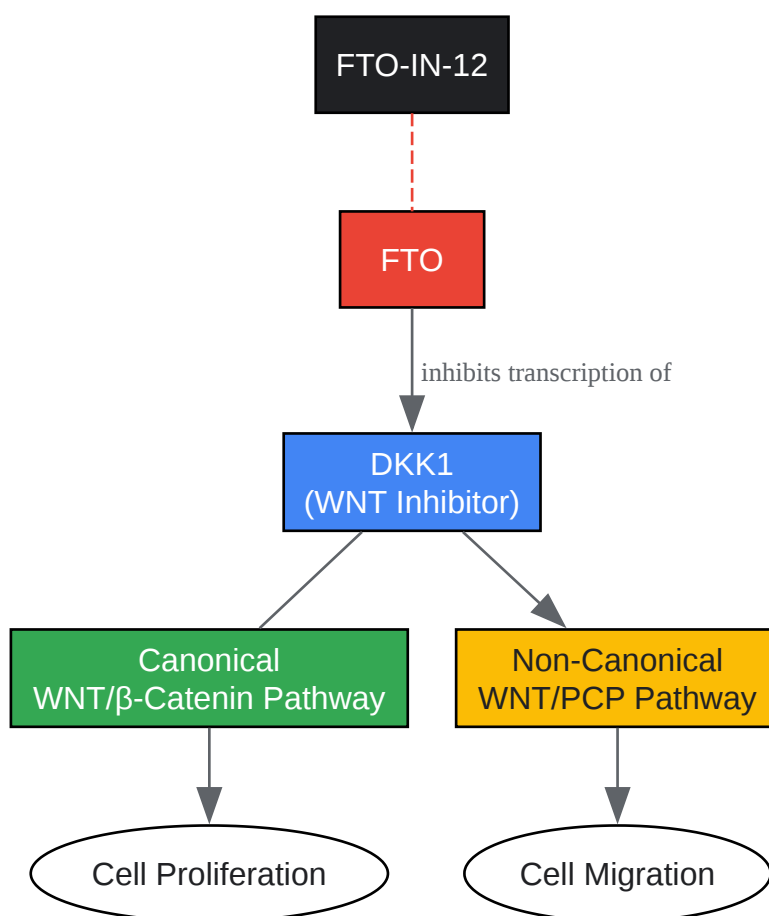 FTO-IN-12
FTO
inhibits transcription of
DKK1
(WNT Inhibitor)
Canonical
WNT/β-Catenin Pathway
Non-Canonical
WNT/PCP Pathway
Cell Proliferation
Cell Migration